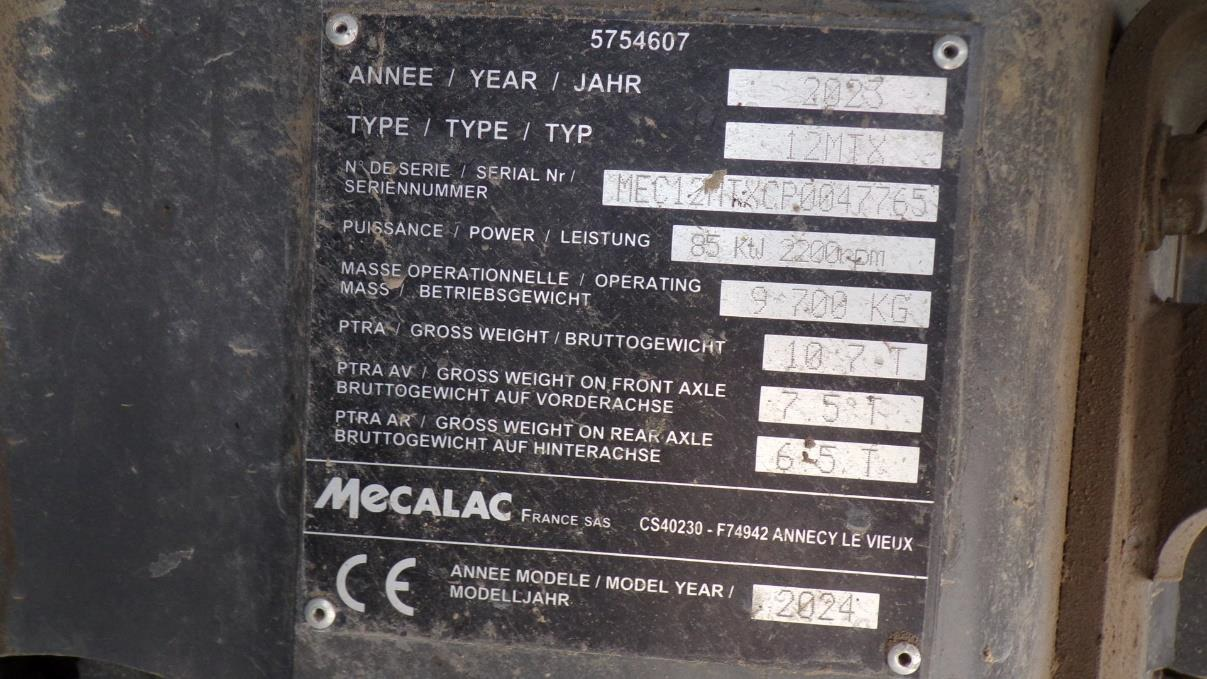 5754607
ANNEE / YEAR / JAHR 2023
TYPE / TYPE / TYP 12MTX
N° DE SERIE / SERIAL Nr /
SERIENNUMMER MEC12MTXCP0047765
PUISSANCE / POWER / LEISTUNG 85 KW 2200rpm
MASSE OPERATIONNELLE / OPERATING
MASS / BETRIEBSGEWICHT 9 700 KG
PTRA / GROSS WEIGHT / BRUTTOGEWICHT 10 7 T
PTRA AV / GROSS WEIGHT ON FRONT AXLE
BRUTTOGEWICHT AUF VORDERACHSE 7 5 T
PTRA AR / GROSS WEIGHT ON REAR AXLE
BRUTTOGEWICHT AUF HINTERACHSE 6 5 T
MECALAC FRANCE SAS CS40230 - F74942 ANNECY LE VIEUX
CE ANNEE MODELE / MODEL YEAR /
MODELLJAHR 2024